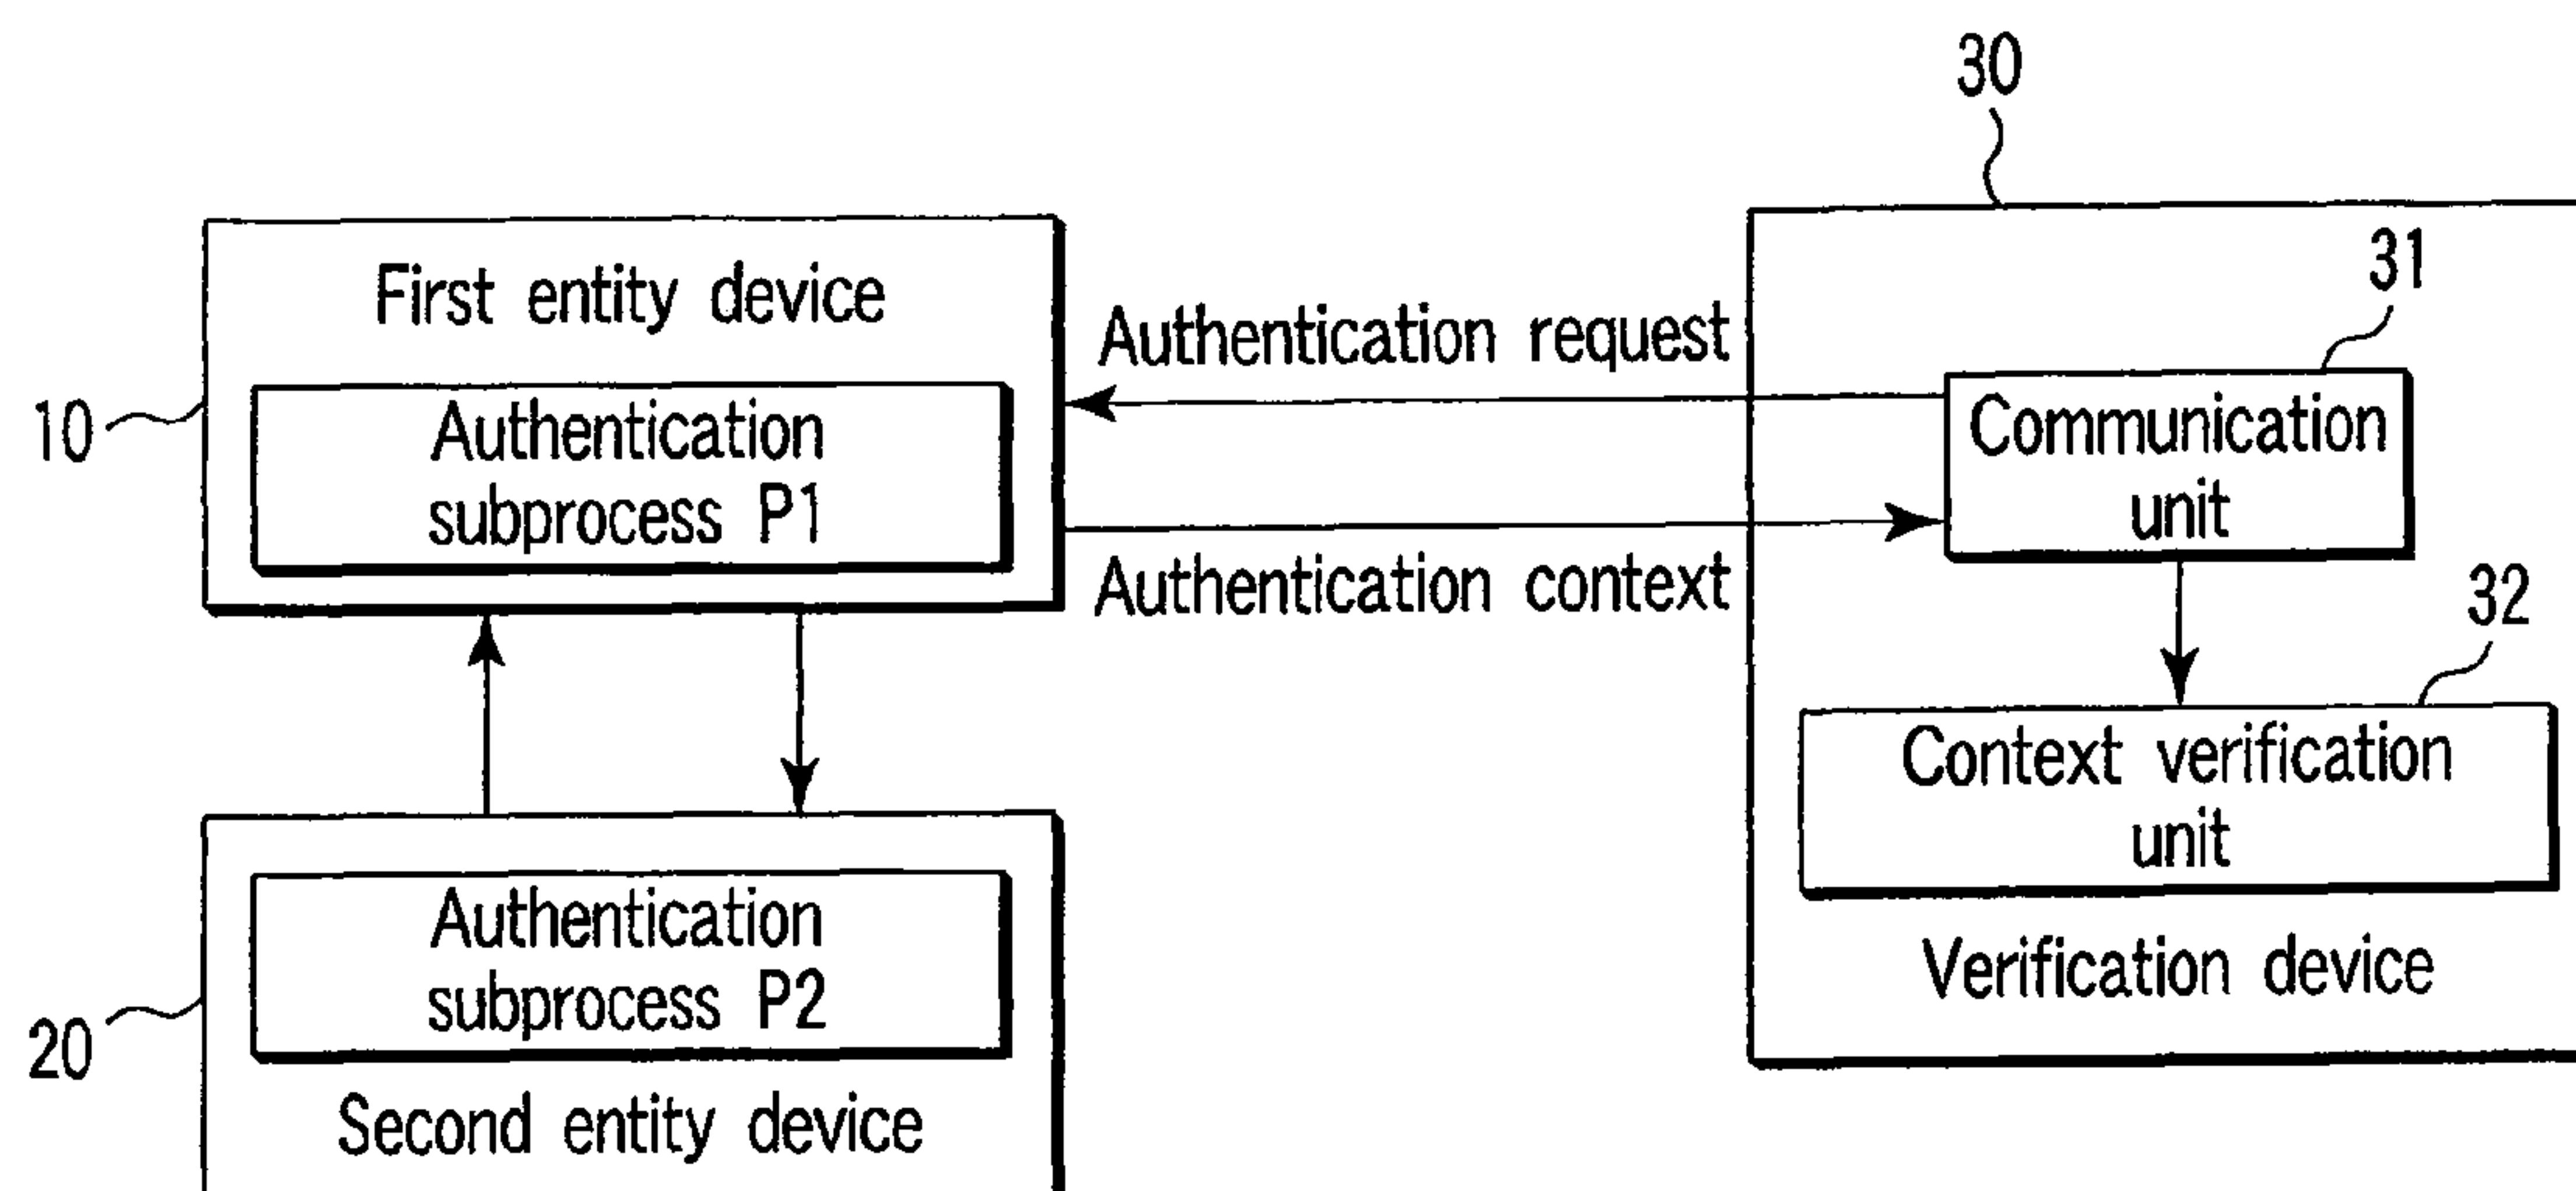 30
31
First entity device
Authentication request
10
Authentication
subprocess P1
Communication
unit
Authentication context
32
Context verification
unit
Authentication
subprocess P2
Verification device
20
Second entity device